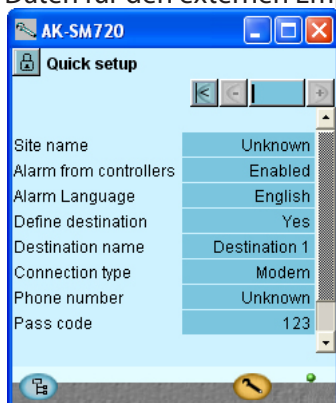 Daten für den externen
AK-SM720
Quick setup
Site name Unknown
Alarm from controllers Enabled
Alarm Language English
Define destination Yes
Destination name Destination 1
Connection type Modem
Phone number Unknown
Pass code 123